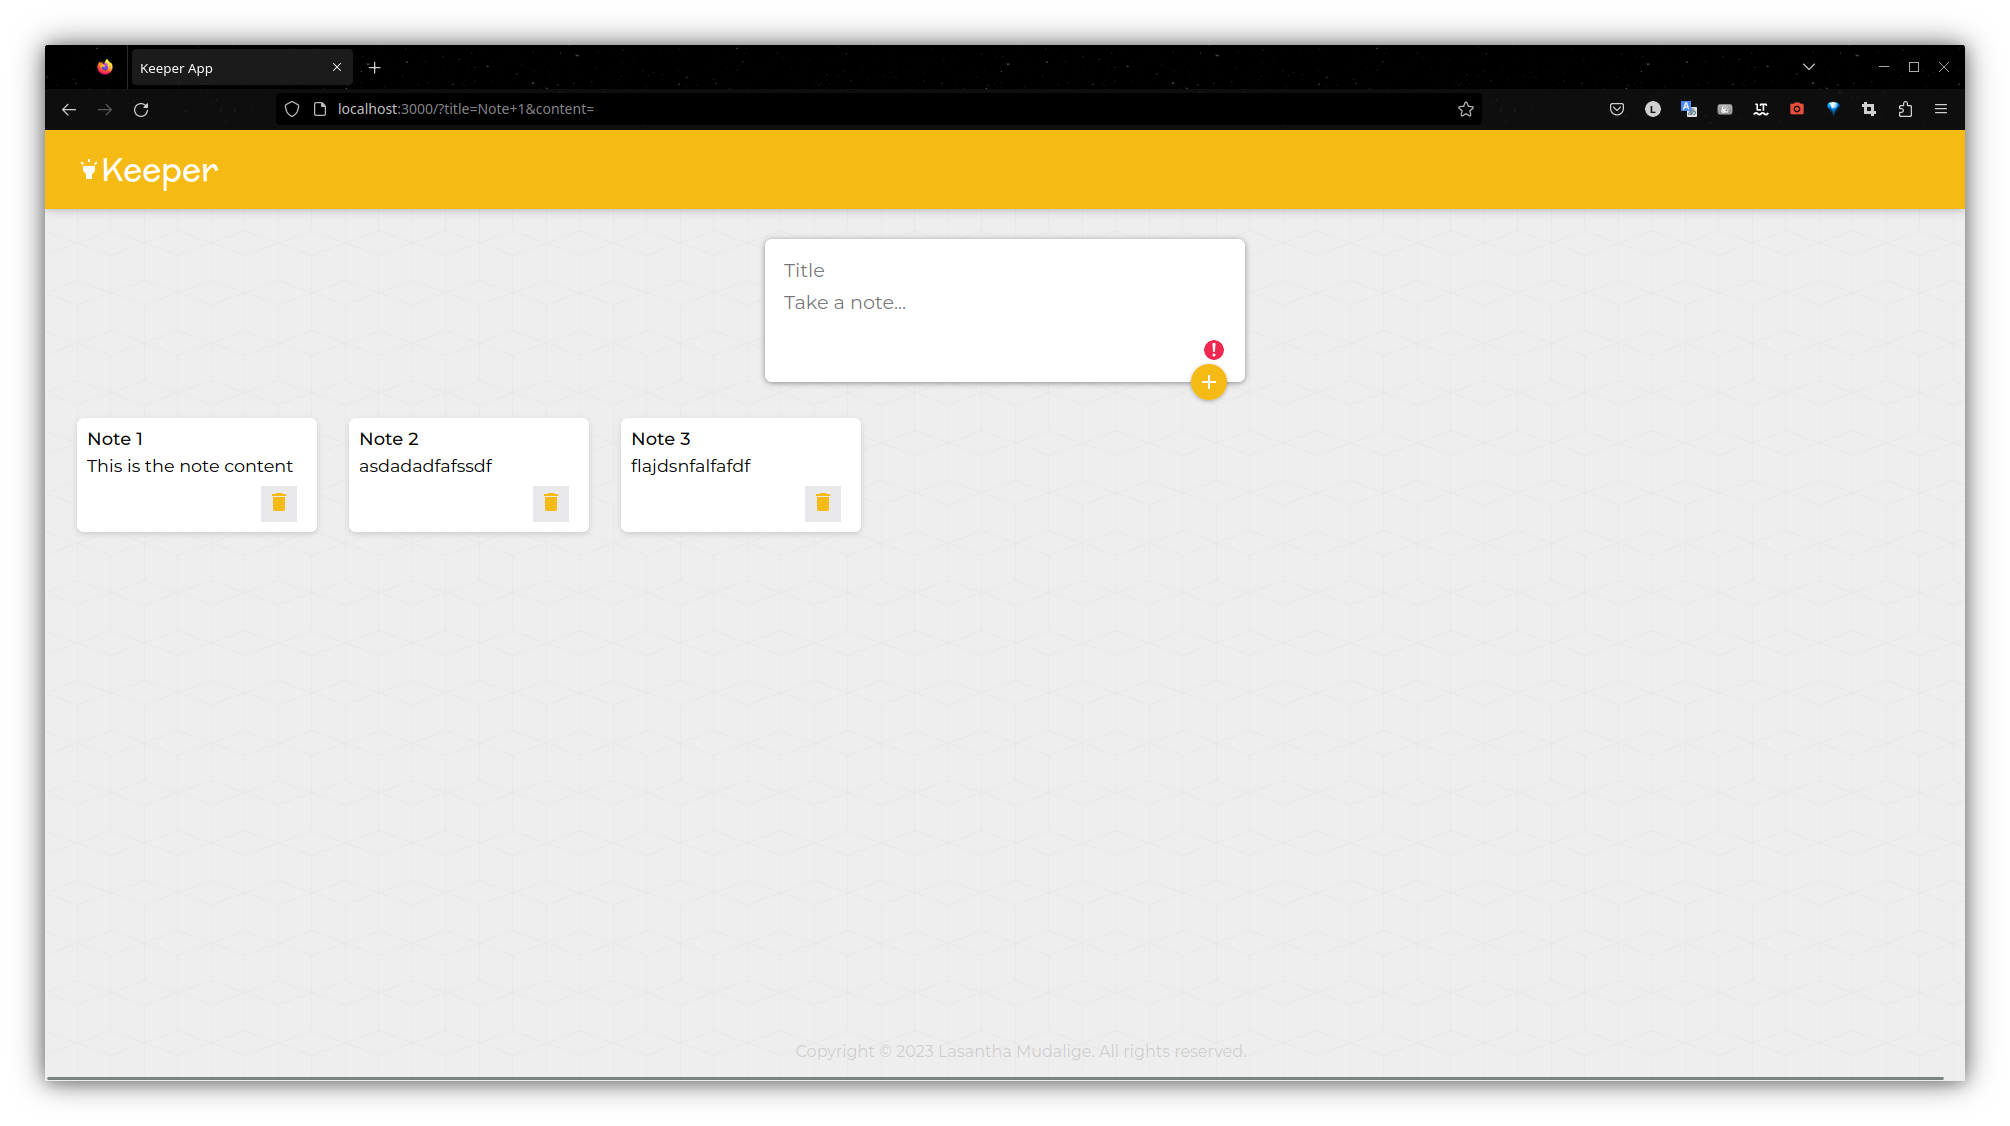 Keeper App
localhost:3000/?title=Note+1&content=
Keeper
Title
Take a note...
Note 1
This is the note content
Note 2
asdadadfafssdf
Note 3
flajdsnfalfafdf
Copyright © 2023 Lasantha Mudalige. All rights reserved.